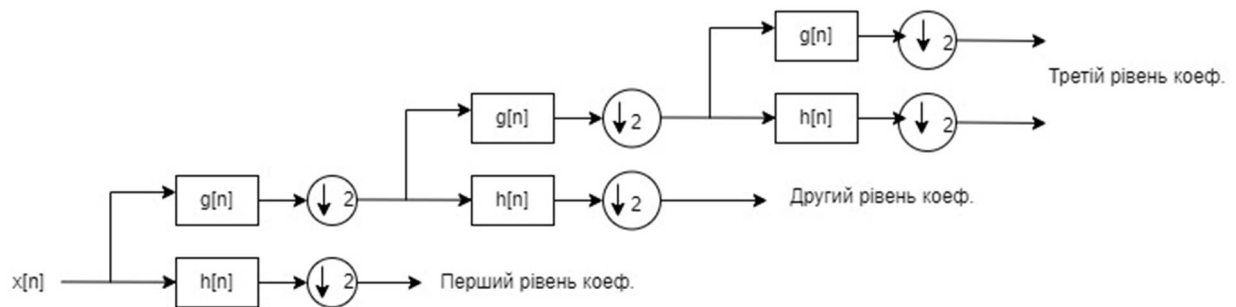 g[n]
2
Третій рівень коеф.
g[n]
2
h[n]
2
g[n]
2
h[n]
2
Другий рівень коеф.
x[n]
h[n]
2
Перший рівень коеф.